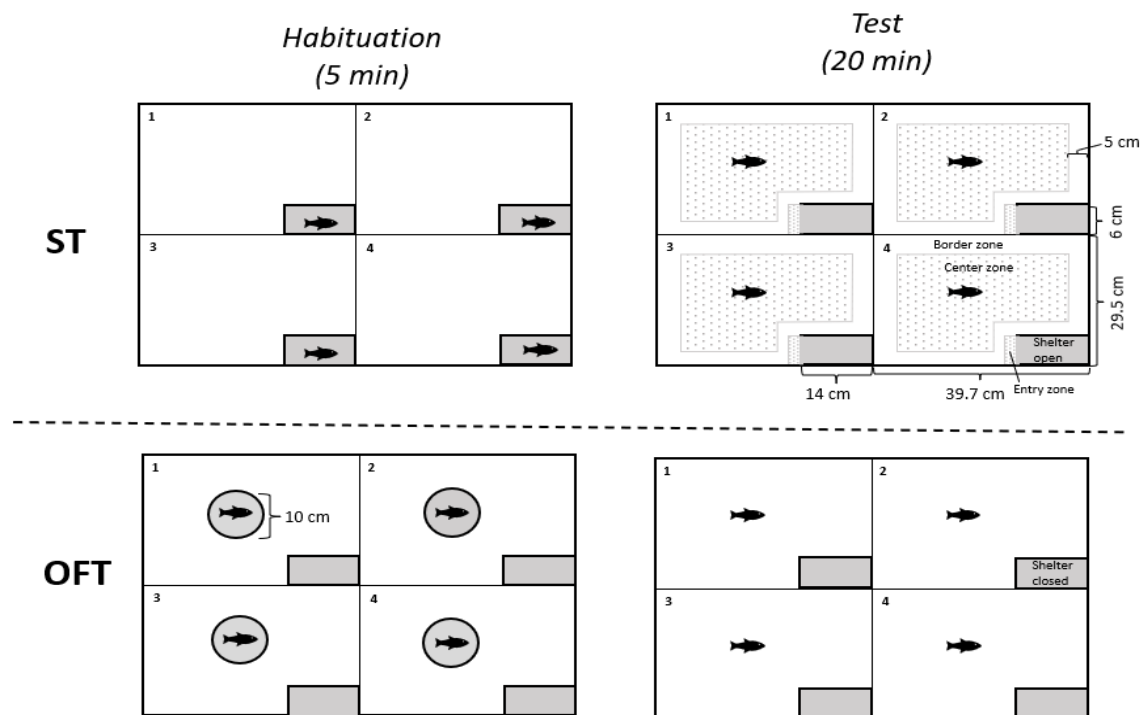 Habituation
(5 min)
Test
(20 min)
ST
1
2
3
4
1
2
3
4
5 cm
6 cm
Border zone
Center zone
29.5 cm
Shelter
open
Entry zone
14 cm
39.7 cm
OFT
1
2
10 cm
3
4
1
2
Shelter
closed
3
4